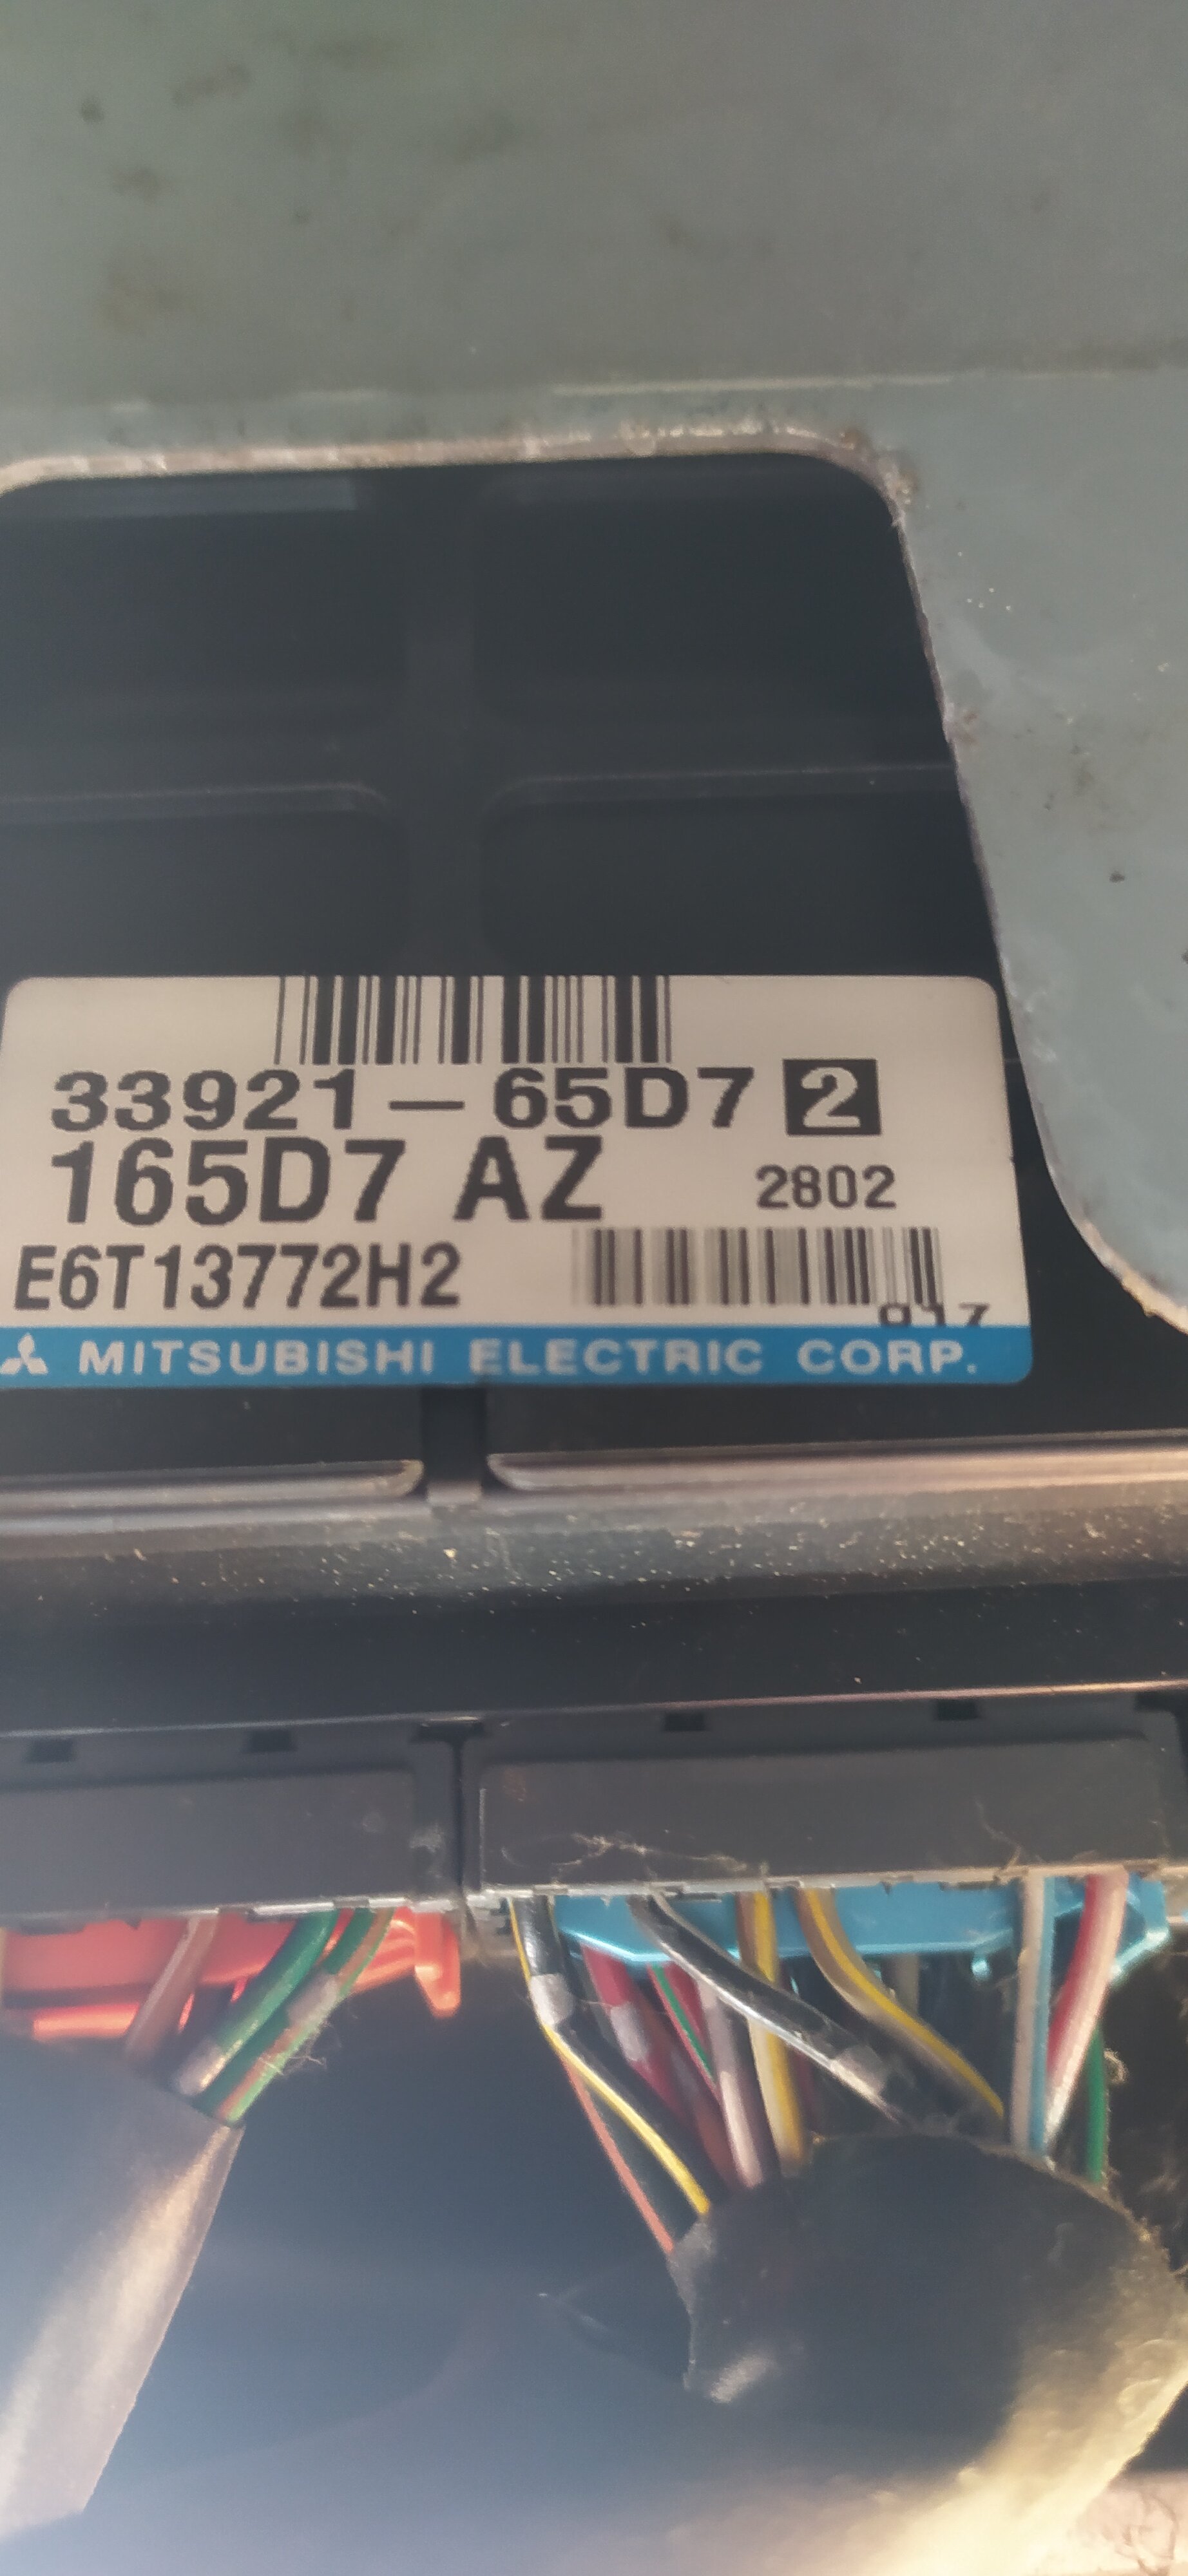 33921-65D7 2
165D7 AZ 2802
E6T13772H2
MITSUBISHI ELECTRIC CORP.